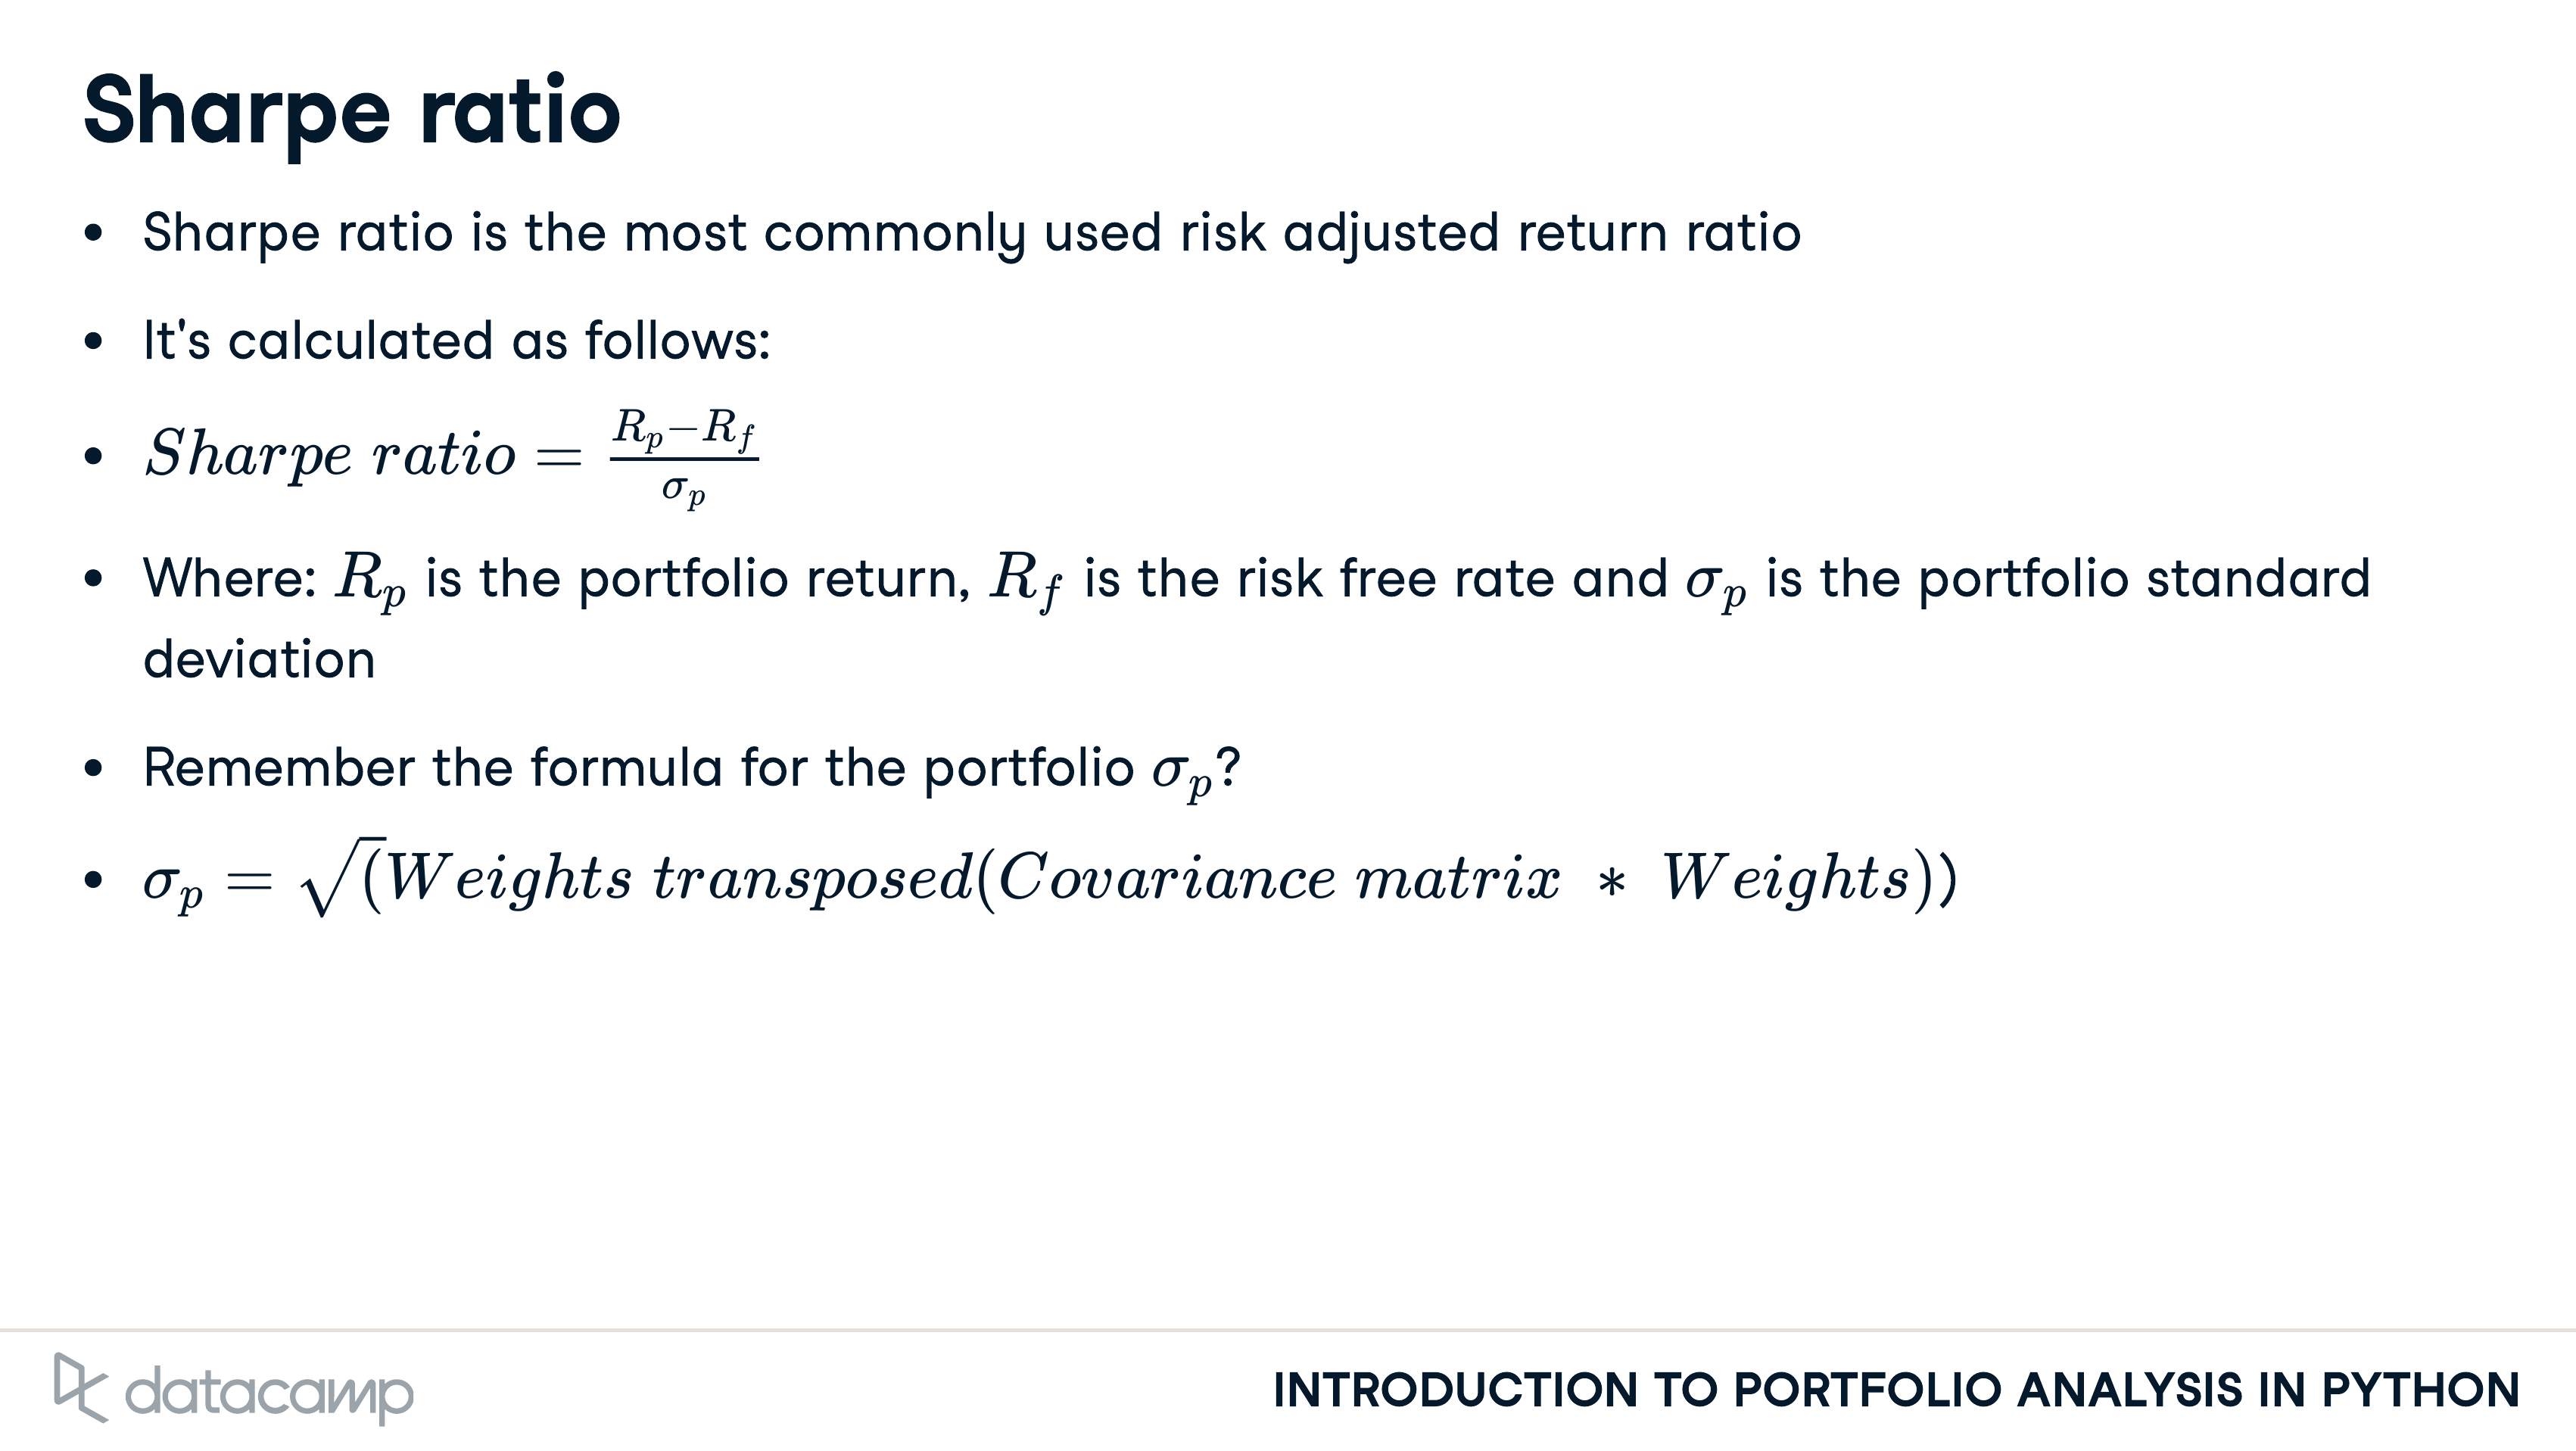 Sharpe ratio
• Sharpe ratio is the most commonly used risk adjusted return ratio
• It's calculated as follows:
• $Sharpe\ ratio = \frac{R_p - R_f}{\sigma_p}$
• Where: $R_p$ is the portfolio return, $R_f$ is the risk free rate and $\sigma_p$ is the portfolio standard
deviation
• Remember the formula for the portfolio $\sigma_p$?
• $\sigma_p = \sqrt(Weights\ transposed(Covariance\ matrix\ *\ Weights))$
datacamp
INTRODUCTION TO PORTFOLIO ANALYSIS IN PYTHON